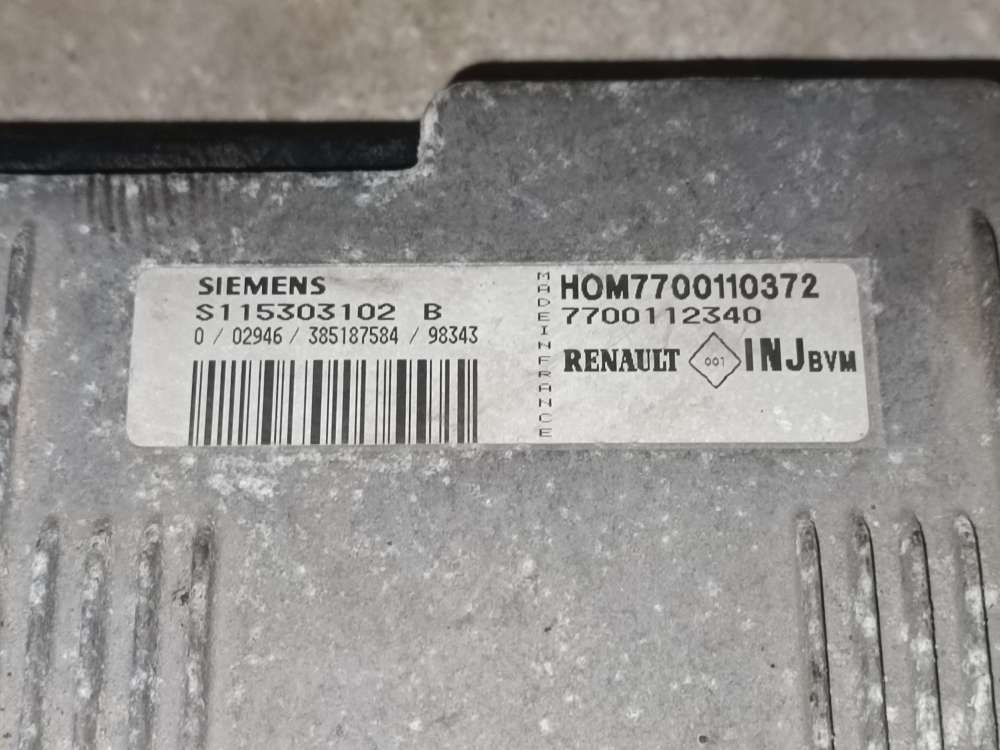 SIEMENS
S115303102 B
0 / 02946 / 385187584 / 98343
MADE IN FRANCE
HOM7700110372
7700112340
RENAULT 001 INJ BVM